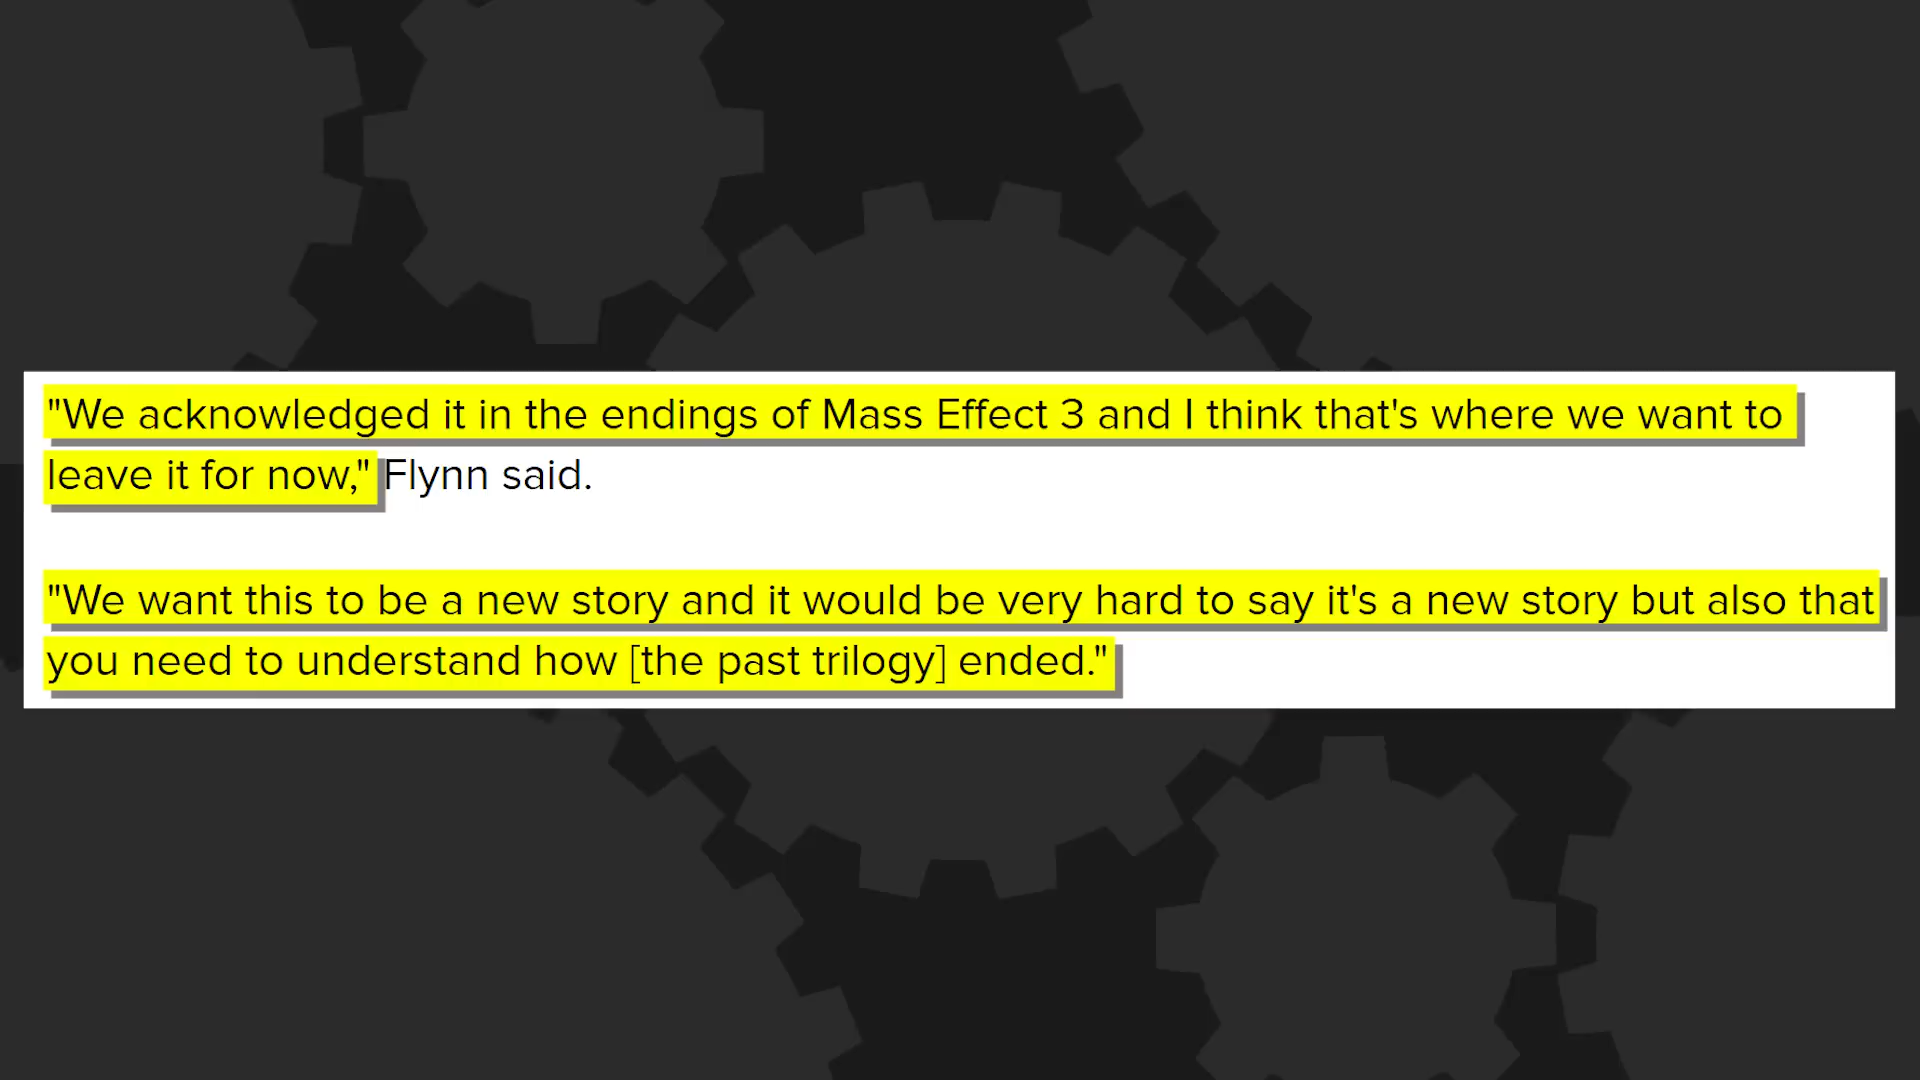 "We acknowledged it in the endings of Mass Effect 3 and I think that's where we want to
leave it for now," Flynn said.
"We want this to be a new story and it would be very hard to say it's a new story but also that
you need to understand how [the past trilogy] ended."